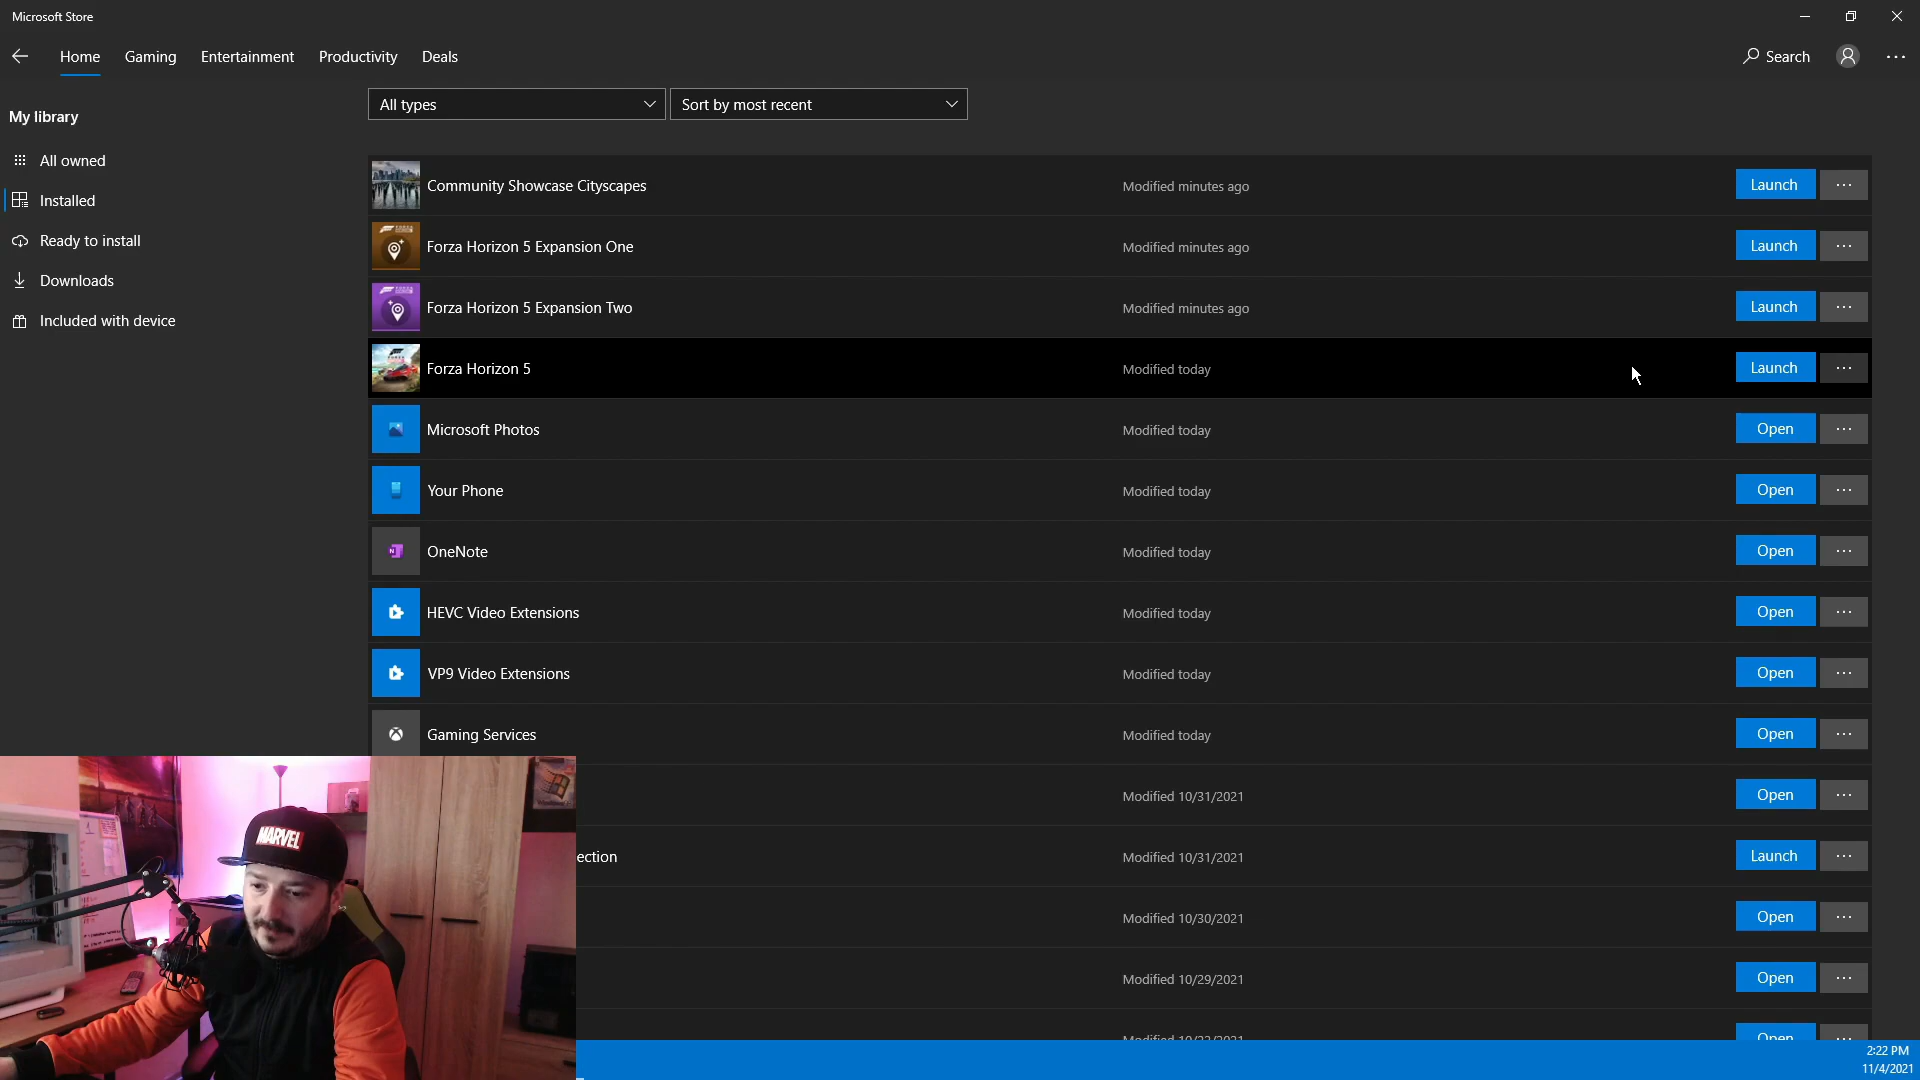 Microsoft Store
Home Gaming Entertainment Productivity Deals
Search
My library
All owned
Installed
Ready to install
Downloads
Included with device
All types
Sort by most recent
Community Showcase Cityscapes Modified minutes ago Launch
Forza Horizon 5 Expansion One Modified minutes ago Launch
Forza Horizon 5 Expansion Two Modified minutes ago Launch
Forza Horizon 5 Modified today Launch
Microsoft Photos Modified today Open
Your Phone Modified today Open
OneNote Modified today Open
HEVC Video Extensions Modified today Open
VP9 Video Extensions Modified today Open
Gaming Services Modified today Open
Modified 10/31/2021 Open
ection Modified 10/31/2021 Launch
Modified 10/30/2021 Open
Modified 10/29/2021 Open
Modified 10/22/2021 Open
MARVEL
2:22 PM
11/4/2021